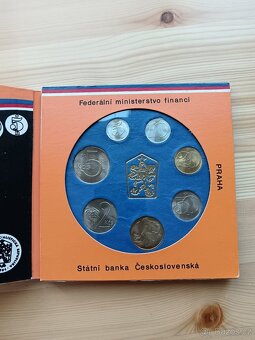 Federální ministerstvo financí
PRAHA
Státní banka Československá